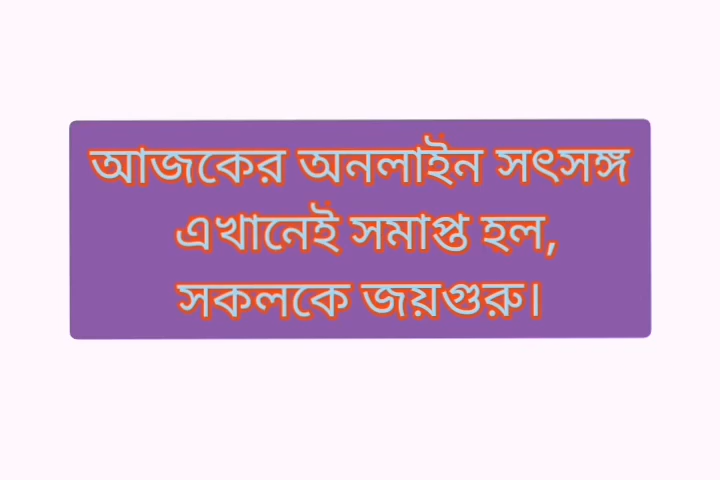 আজকের অনলাইন সৎসঙ্গ
এখানেই সমাপ্ত হল,
সকলকে জয়গুরু।